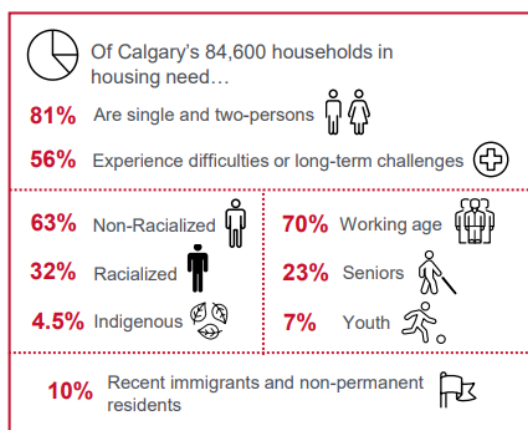 Of Calgary's 84,600 households in
housing need…
81% Are single and two-persons
56% Experience difficulties or long-term challenges
63% Non-Racialized
32% Racialized
4.5% Indigenous
70% Working age
23% Seniors
7% Youth
10% Recent immigrants and non-permanent
residents